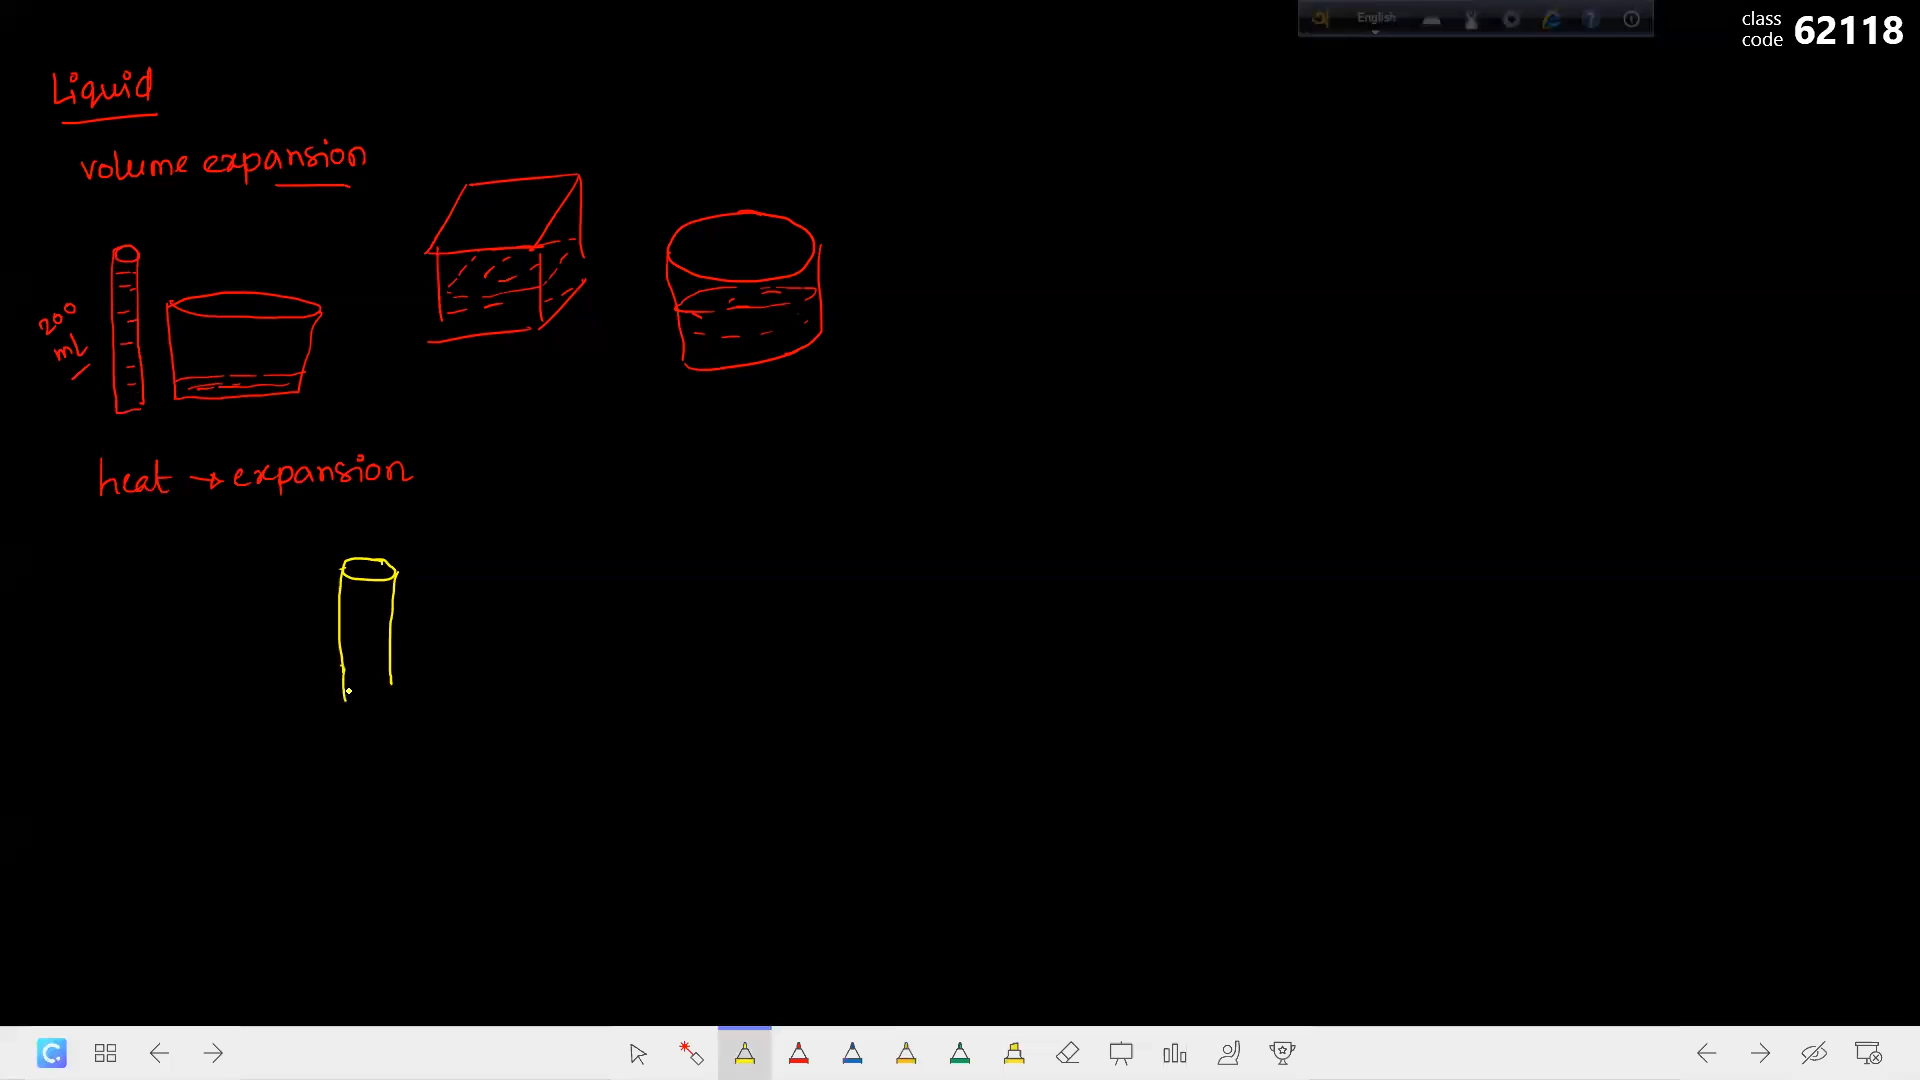 class
code 62118
English
Liquid
volume expansion
200
mL
heat → expansion